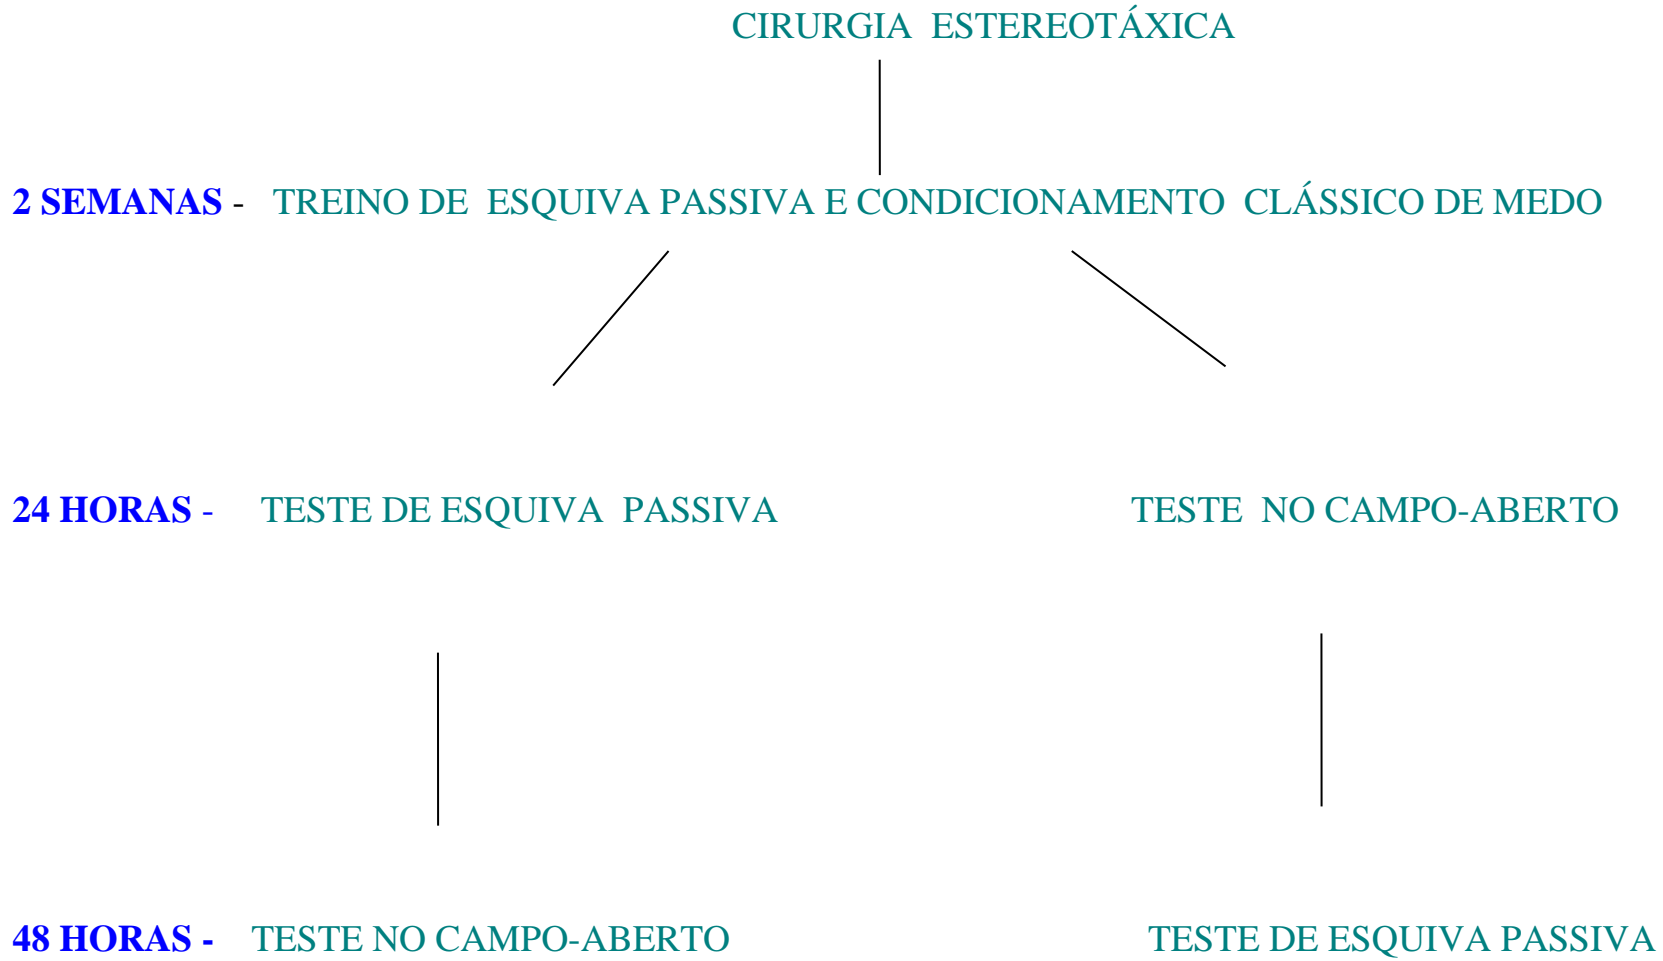 CIRURGIA ESTEREOTÁXICA
2 SEMANAS - TREINO DE ESQUIVA PASSIVA E CONDICIONAMENTO CLÁSSICO DE MEDO
24 HORAS - TESTE DE ESQUIVA PASSIVA TESTE NO CAMPO-ABERTO
48 HORAS - TESTE NO CAMPO-ABERTO TESTE DE ESQUIVA PASSIVA